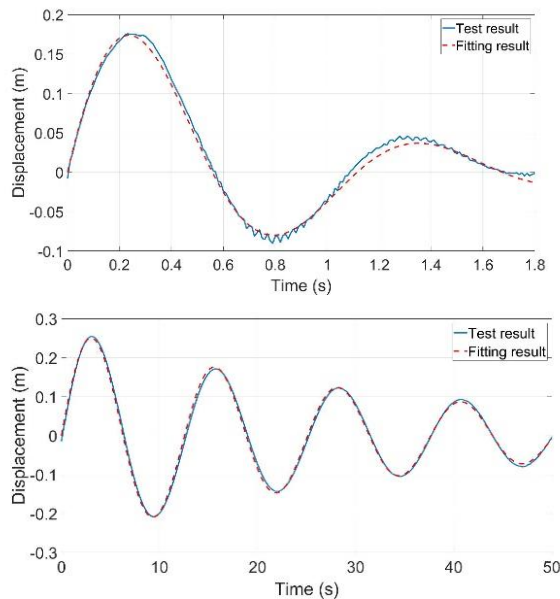 0.2
0.15
0.1
0.05
0
-0.05
-0.1
Displacement (m)
Test result
Fitting result
0 0.2 0.4 0.6 0.8 1 1.2 1.4 1.6 1.8
Time (s)
0.3
0.2
0.1
0
-0.1
-0.2
-0.3
Displacement (m)
Test result
Fitting result
0 10 20 30 40 50
Time (s)